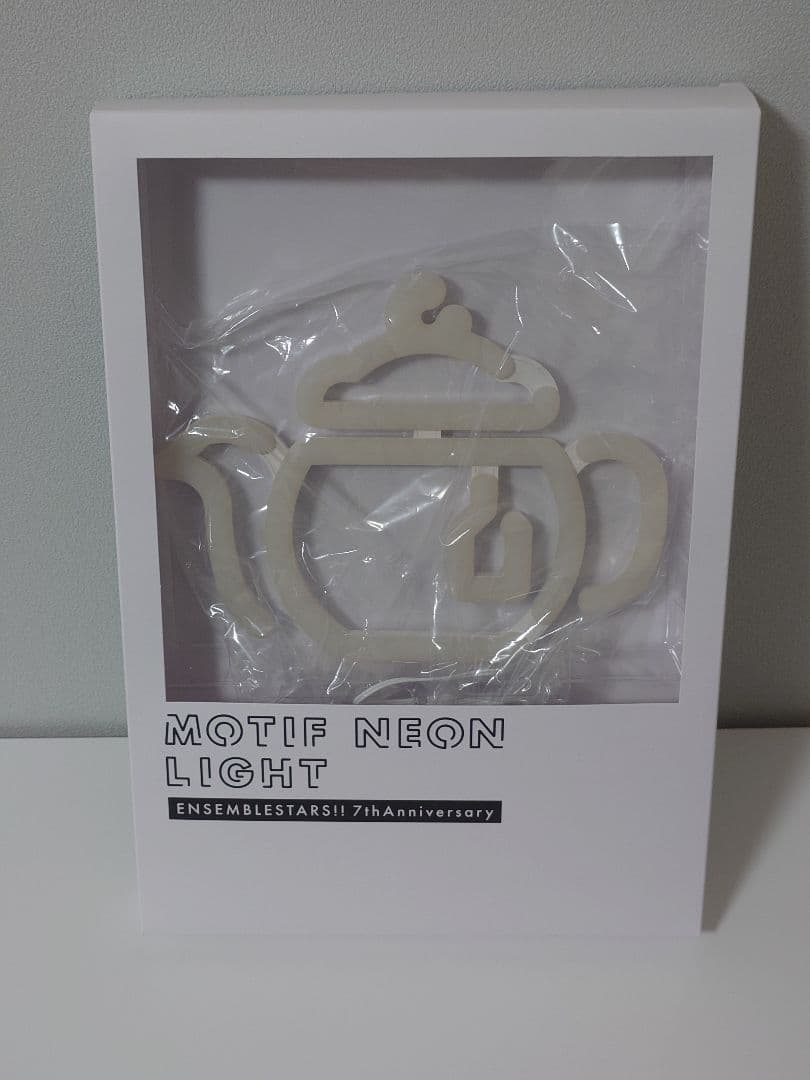 MOTIF NEON
LIGHT
ENSEMBLESTARS!! 7thAnniversary